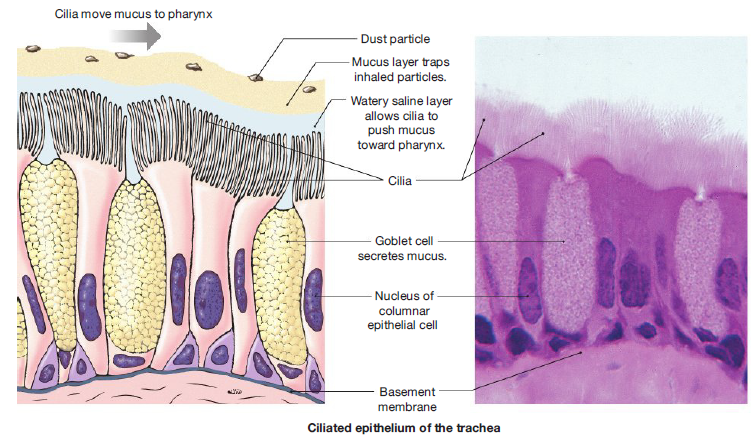 Cilia move mucus to pharynx
Dust particle
Mucus layer traps
inhaled particles.
Watery saline layer
allows cilia to
push mucus
toward pharynx.
Cilia
Goblet cell
secretes mucus.
Nucleus of
columnar
epithelial cell
Basement
membrane
Ciliated epithelium of the trachea